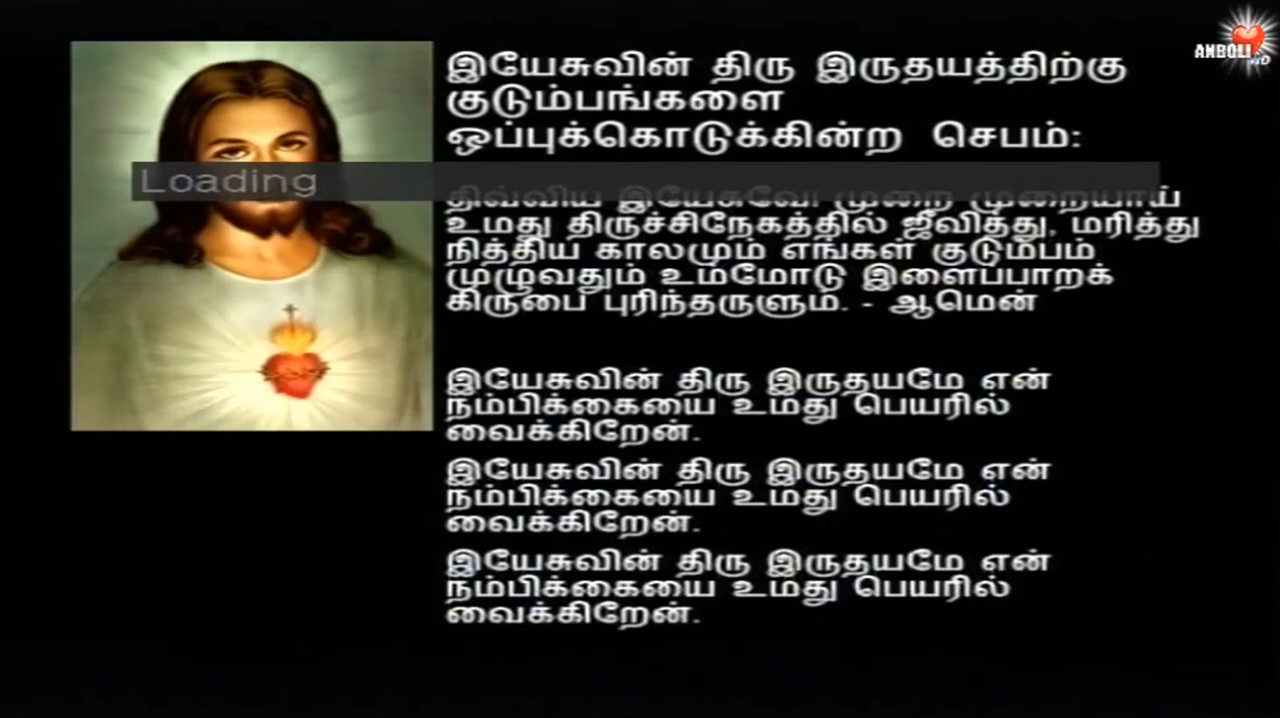 ANBOLI
HD
இயேசுவின் திரு இருதயத்திற்கு
குடும்பங்களை
ஒப்புக்கொடுக்கின்ற செபம்:
Loading
திவ்விய இயேசுவே! முறை முறையாய்
உமது திருச்சிநேகத்தில் ஜீவித்து, மரித்து
நித்திய காலமும் எங்கள் குடும்பம்
முழுவதும் உம்மோடு இளைப்பாறக்
கிருபை புரிந்தருளும். - ஆமென்
இயேசுவின் திரு இருதயமே என்
நம்பிக்கையை உமது பெயரில்
வைக்கிறேன்.
இயேசுவின் திரு இருதயமே என்
நம்பிக்கையை உமது பெயரில்
வைக்கிறேன்.
இயேசுவின் திரு இருதயமே என்
நம்பிக்கையை உமது பெயரில்
வைக்கிறேன்.